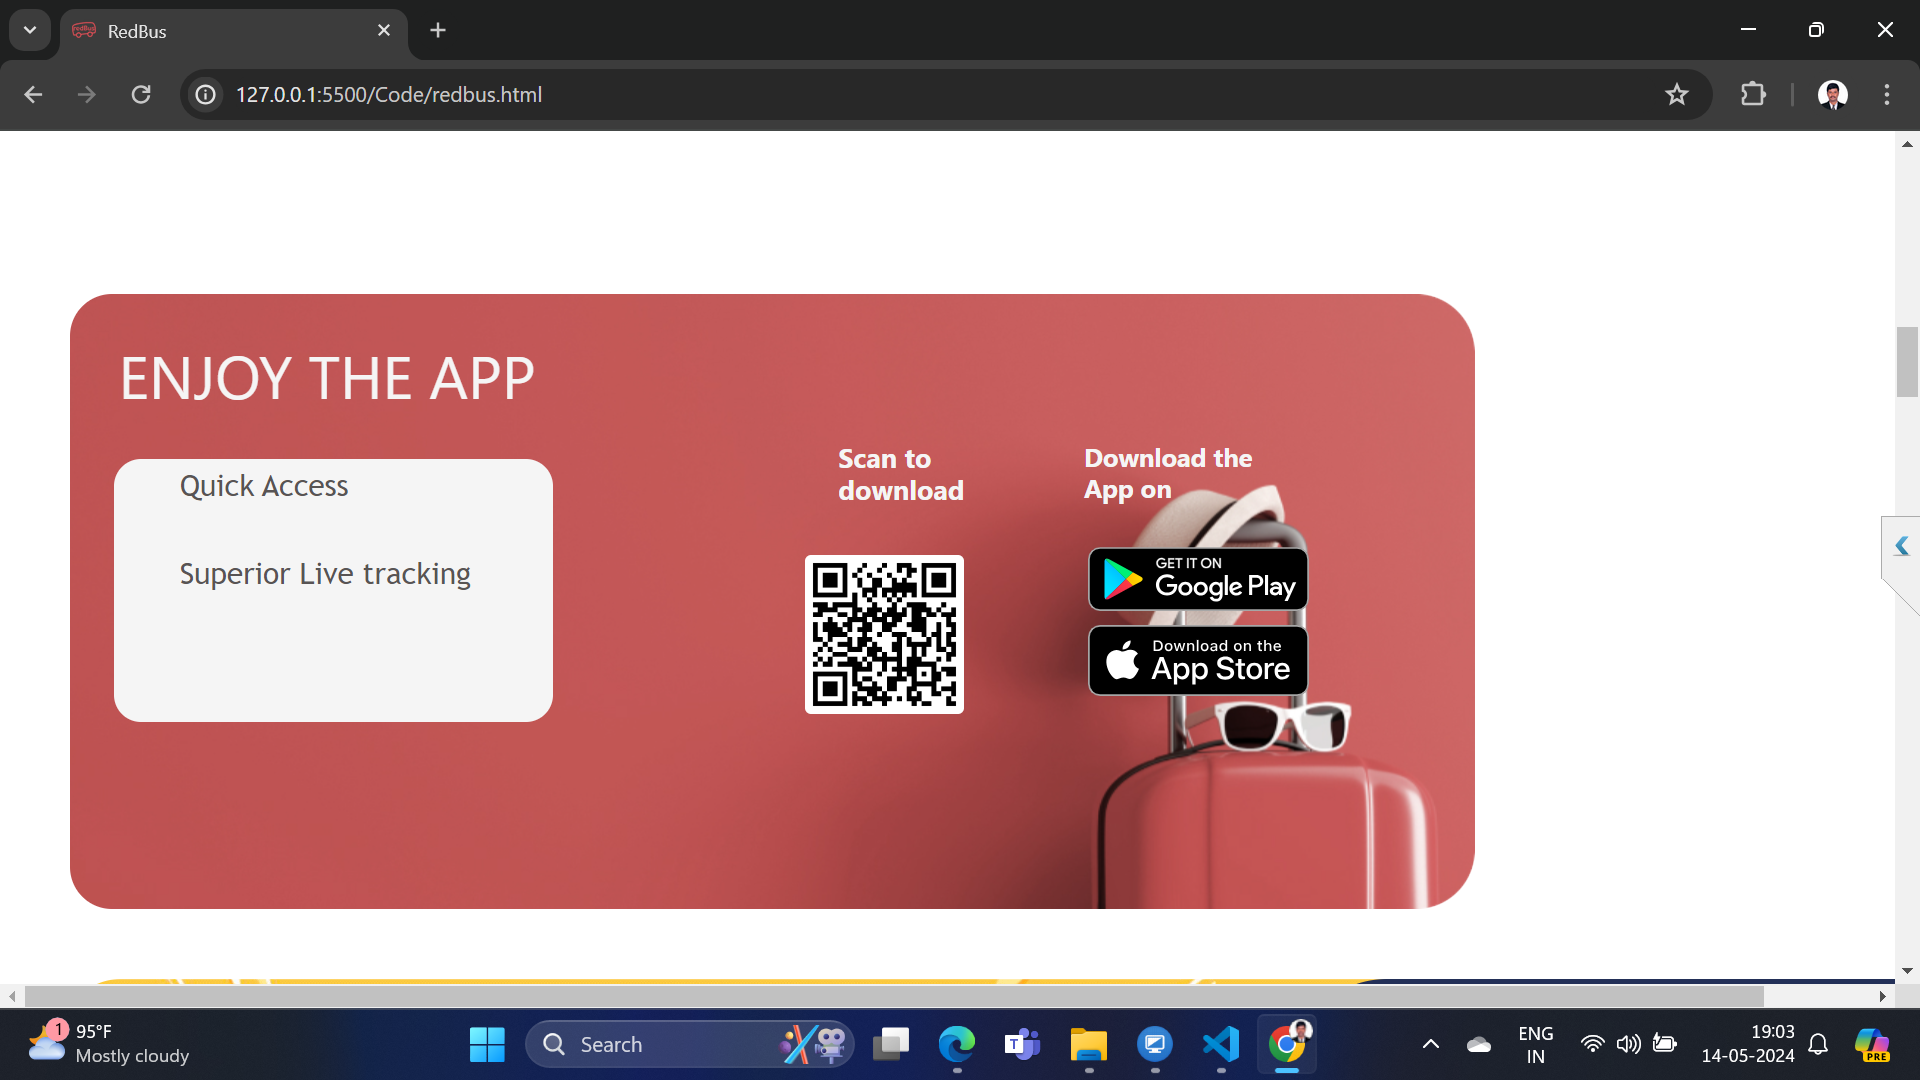 RedBus
127.0.0.1:5500/Code/redbus.html
ENJOY THE APP
Quick Access
Superior Live tracking
Scan to
download
Download the
App on
GET IT ON
Google Play
Download on the
App Store
1
95°F
Mostly cloudy
Search
T
ENG
IN
19:03
14-05-2024
PRE